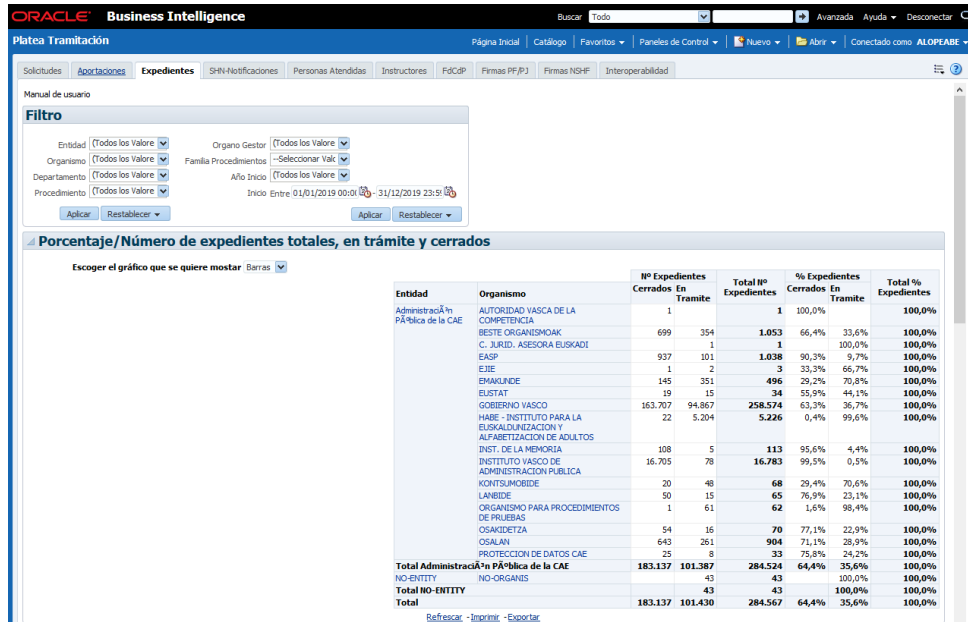 ORACLE Business Intelligence
Buscar Todo Avanzada Ayuda Desconectar
Platea Tramitación
Página Inicial Catálogo Favoritos Paneles de Control Nuevo Abrir Conectado como ALOPEABE
Solicitudes Aportaciones Expedientes SHN-Notificaciones Personas Atendidas Instructores FdCdP Firmas PF/PJ Firmas NSHF Interoperabilidad
Manual de usuario
Filtro
Entidad (Todos los Valore Organo Gestor (Todos los Valore
Organismo (Todos los Valore Familia Procedimientos --Seleccionar Valc
Departamento (Todos los Valore Año Inicio (Todos los Valore
Procedimiento (Todos los Valore Inicio Entre 01/01/2019 00:0( - 31/12/2019 23:5!
Aplicar Restablecer Aplicar Restablecer
Porcentaje/Número de expedientes totales, en trámite y cerrados
Escoger el gráfico que se quiere mostar Barras
Nº Expedientes Total Nº Expedientes % Expedientes Total % Expedientes
Entidad Organismo Cerrados En Tramite Cerrados En Tramite
AdministraciÃ³n PÃºblica de la CAE AUTORIDAD VASCA DE LA COMPETENCIA 1 1 100,0% 100,0%
BESTE ORGANISMOAK 699 354 1.053 66,4% 33,6% 100,0%
C. JURID. ASESORA EUSKADI 1 1 100,0% 100,0%
EASP 937 101 1.038 90,3% 9,7% 100,0%
EJIE 1 2 3 33,3% 66,7% 100,0%
EMAKUNDE 145 351 496 29,2% 70,8% 100,0%
EUSTAT 19 15 34 55,9% 44,1% 100,0%
GOBIERNO VASCO 163.707 94.867 258.574 63,3% 36,7% 100,0%
HABE - INSTITUTO PARA LA EUSKALDUNIZACION Y ALFABETIZACION DE ADULTOS 22 5.204 5.226 0,4% 99,6% 100,0%
INST. DE LA MEMORIA 108 5 113 95,6% 4,4% 100,0%
INSTITUTO VASCO DE ADMINISTRACION PUBLICA 16.705 78 16.783 99,5% 0,5% 100,0%
KONTSUMOBIDE 20 48 68 29,4% 70,6% 100,0%
LANBIDE 50 15 65 76,9% 23,1% 100,0%
ORGANISMO PARA PROCEDIMIENTOS DE PRUEBAS 1 61 62 1,6% 98,4% 100,0%
OSAKIDETZA 54 16 70 77,1% 22,9% 100,0%
OSALAN 643 261 904 71,1% 28,9% 100,0%
PROTECCION DE DATOS CAE 25 8 33 75,8% 24,2% 100,0%
Total AdministraciÃ³n PÃºblica de la CAE 183.137 101.387 284.524 64,4% 35,6% 100,0%
NO-ENTITY NO-ORGANIS 43 43 100,0% 100,0%
Total NO-ENTITY 43 43 100,0% 100,0%
Total 183.137 101.430 284.567 64,4% 35,6% 100,0%
Refrescar - Imprimir - Exportar